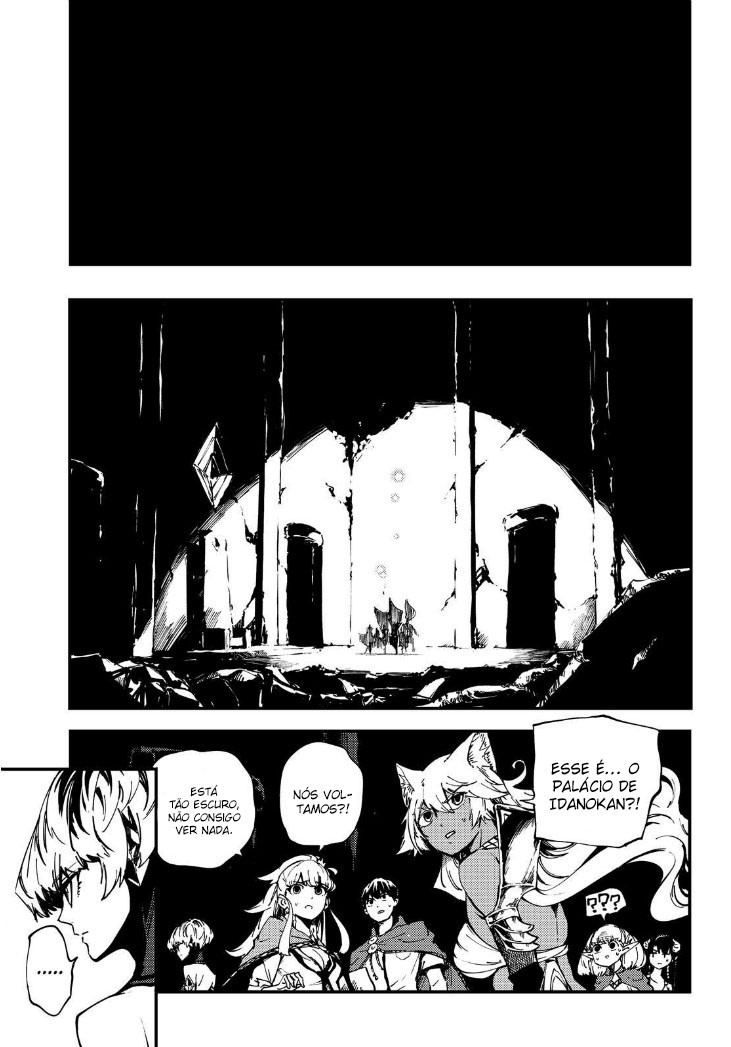 ESSE É... O
PALÁCIO DE
IDANOKAN?!
NÓS VOL-
TAMOS?!
ESTÁ
TÃO ESCURO,
NÃO CONSIGO
VER NADA.
???
.....